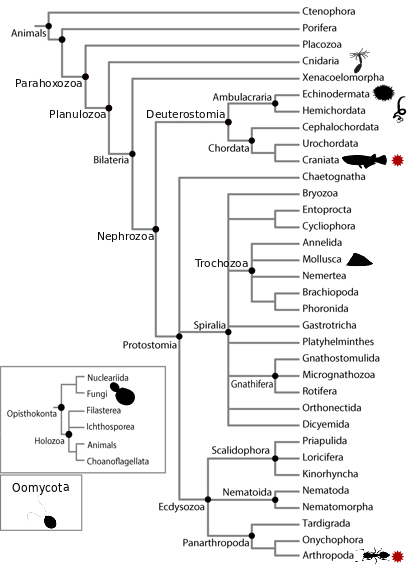 Ctenophora
Animals
Porifera
Placozoa
Cnidaria
Parahoxozoa
Xenacoelomorpha
Echinodermata
Ambulacraria
Hemichordata
Planulozoa
Deuterostomia
Cephalochordata
Urochordata
Chordata
Craniata
Bilateria
Chaetognatha
Bryozoa
Entoprocta
Cycliophora
Nephrozoa
Annelida
Mollusca
Trochozoa
Nemertea
Brachiopoda
Phoronida
Gastrotricha
Spiralia
Platyhelminthes
Protostomia
Gnathostomulida
Micrognathozoa
Gnathifera
Rotifera
Orthonectida
Dicyemida
Nucleariida
Fungi
Opisthokonta
Filasterea
Ichthosporea
Holozoa
Animals
Choanoflagellata
Priapulida
Scalidophora
Loricifera
Kinorhyncha
Oomycota
Nematoida
Nematoda
Nematomorpha
Ecdysozoa
Tardigrada
Onychophora
Panarthropoda
Arthropoda